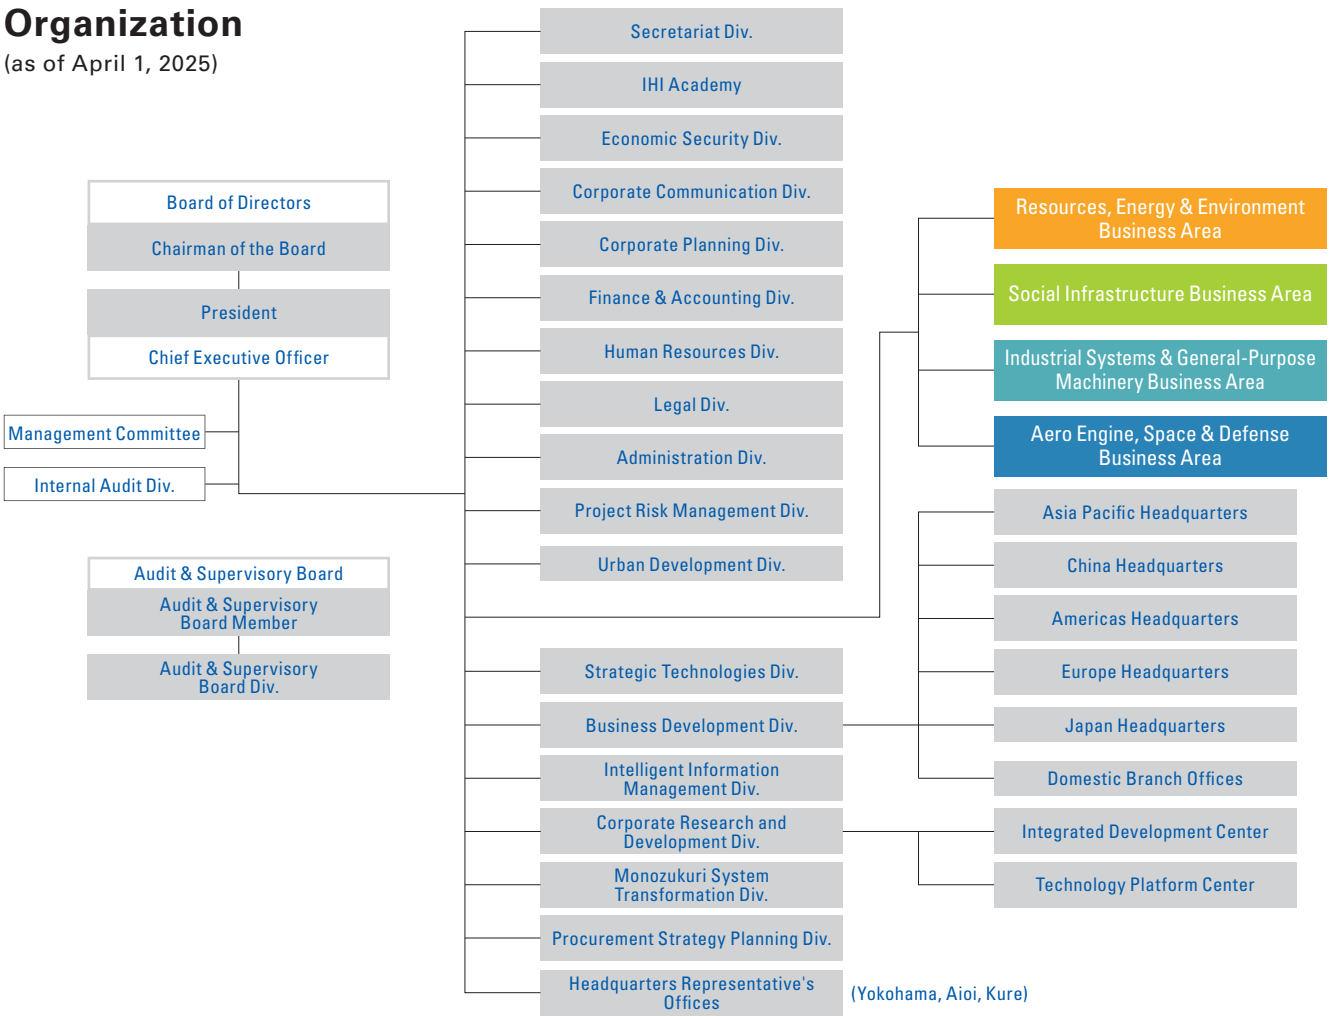 Organization
(as of April 1, 2025)
Board of Directors
Chairman of the Board
President
Chief Executive Officer
Management Committee
Internal Audit Div.
Audit & Supervisory Board
Audit & Supervisory
Board Member
Audit & Supervisory
Board Div.
Secretariat Div.
IHI Academy
Economic Security Div.
Corporate Communication Div.
Corporate Planning Div.
Finance & Accounting Div.
Human Resources Div.
Legal Div.
Administration Div.
Project Risk Management Div.
Urban Development Div.
Strategic Technologies Div.
Business Development Div.
Intelligent Information
Management Div.
Corporate Research and
Development Div.
Monozukuri System
Transformation Div.
Procurement Strategy Planning Div.
Headquarters Representative's
Offices
(Yokohama, Aioi, Kure)
Resources, Energy & Environment
Business Area
Social Infrastructure Business Area
Industrial Systems & General-Purpose
Machinery Business Area
Aero Engine, Space & Defense
Business Area
Asia Pacific Headquarters
China Headquarters
Americas Headquarters
Europe Headquarters
Japan Headquarters
Domestic Branch Offices
Integrated Development Center
Technology Platform Center